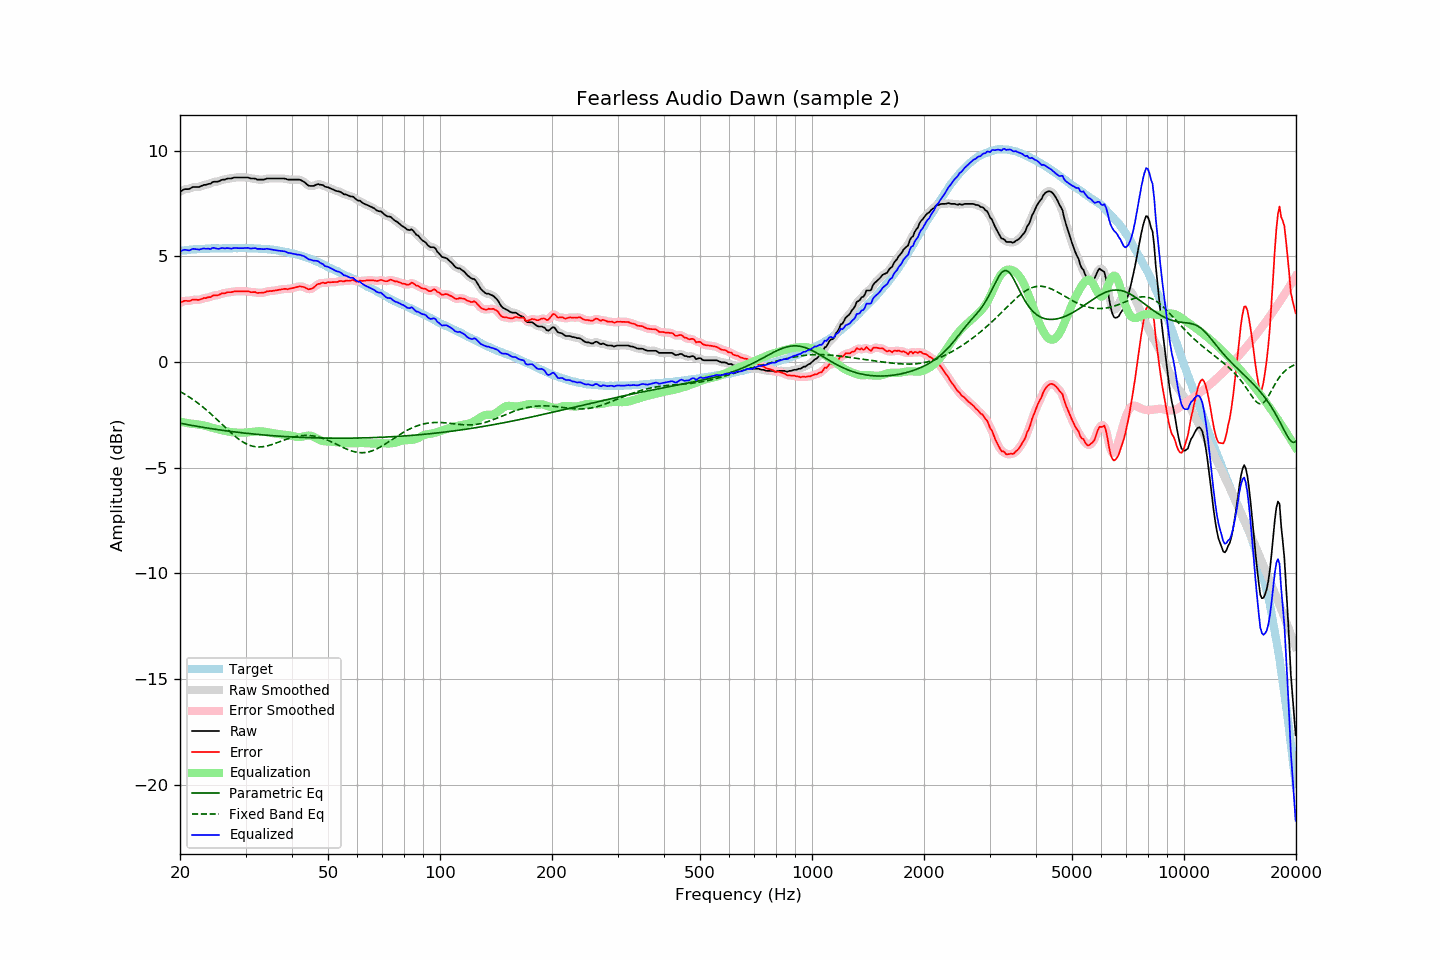 Fearless Audio Dawn (sample 2)
10
5
0
−5
−10
−15
−20
Amplitude (dBr)
Target
Raw Smoothed
Error Smoothed
Raw
Error
Equalization
Parametric Eq
Fixed Band Eq
Equalized
20 50 100 200 500 1000 2000 5000 10000 20000
Frequency (Hz)